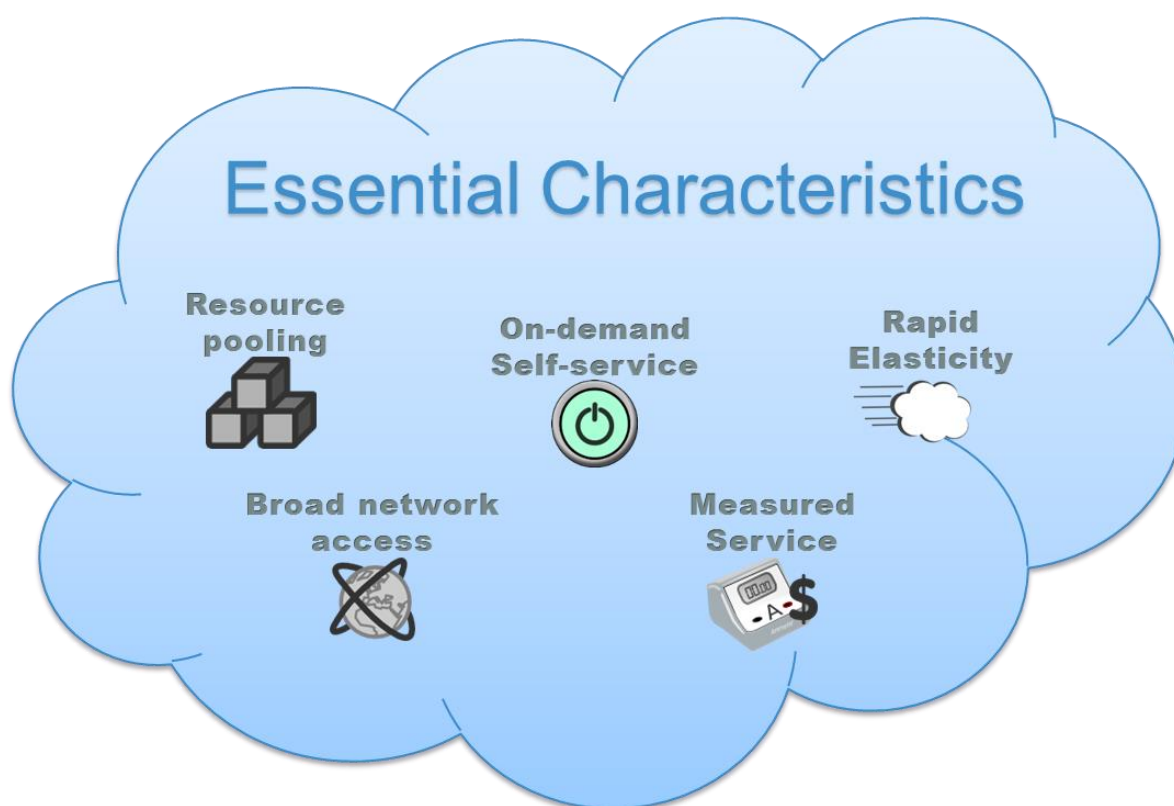 Essential Characteristics
Resource
pooling
On-demand
Self-service
Rapid
Elasticity
Broad network
access
Measured
Service
A $